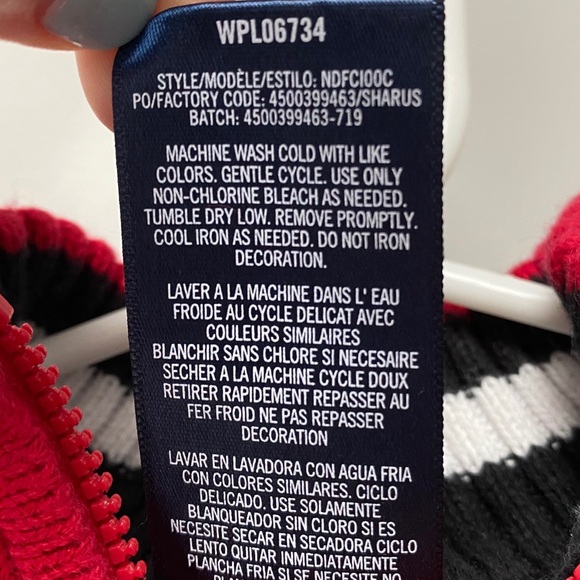 WPL06734
STYLE/MODÈLE/ESTILO: NDFC100C
PO/FACTORY CODE: 4500399463/SHARUS
BATCH: 4500399463-719
MACHINE WASH COLD WITH LIKE
COLORS. GENTLE CYCLE. USE ONLY
NON-CHLORINE BLEACH AS NEEDED.
TUMBLE DRY LOW. REMOVE PROMPTLY.
COOL IRON AS NEEDED. DO NOT IRON
DECORATION.
LAVER A LA MACHINE DANS L' EAU
FROIDE AU CYCLE DELICAT AVEC
COULEURS SIMILAIRES
BLANCHIR SANS CHLORE SI NECESAIRE
SECHER A LA MACHINE CYCLE DOUX
RETIRER RAPIDEMENT REPASSER AU
FER FROID NE PAS REPASSER
DECORATION
LAVAR EN LAVADORA CON AGUA FRIA
CON COLORES SIMILARES. CICLO
DELICADO. USE SOLAMENTE
BLANQUEADOR SIN CLORO SI ES
NECESITE SECAR EN SECADORA CICLO
LENTO QUITAR INMEDIATAMENTE
PLANCHA FRIA SI SE NECESITE NO